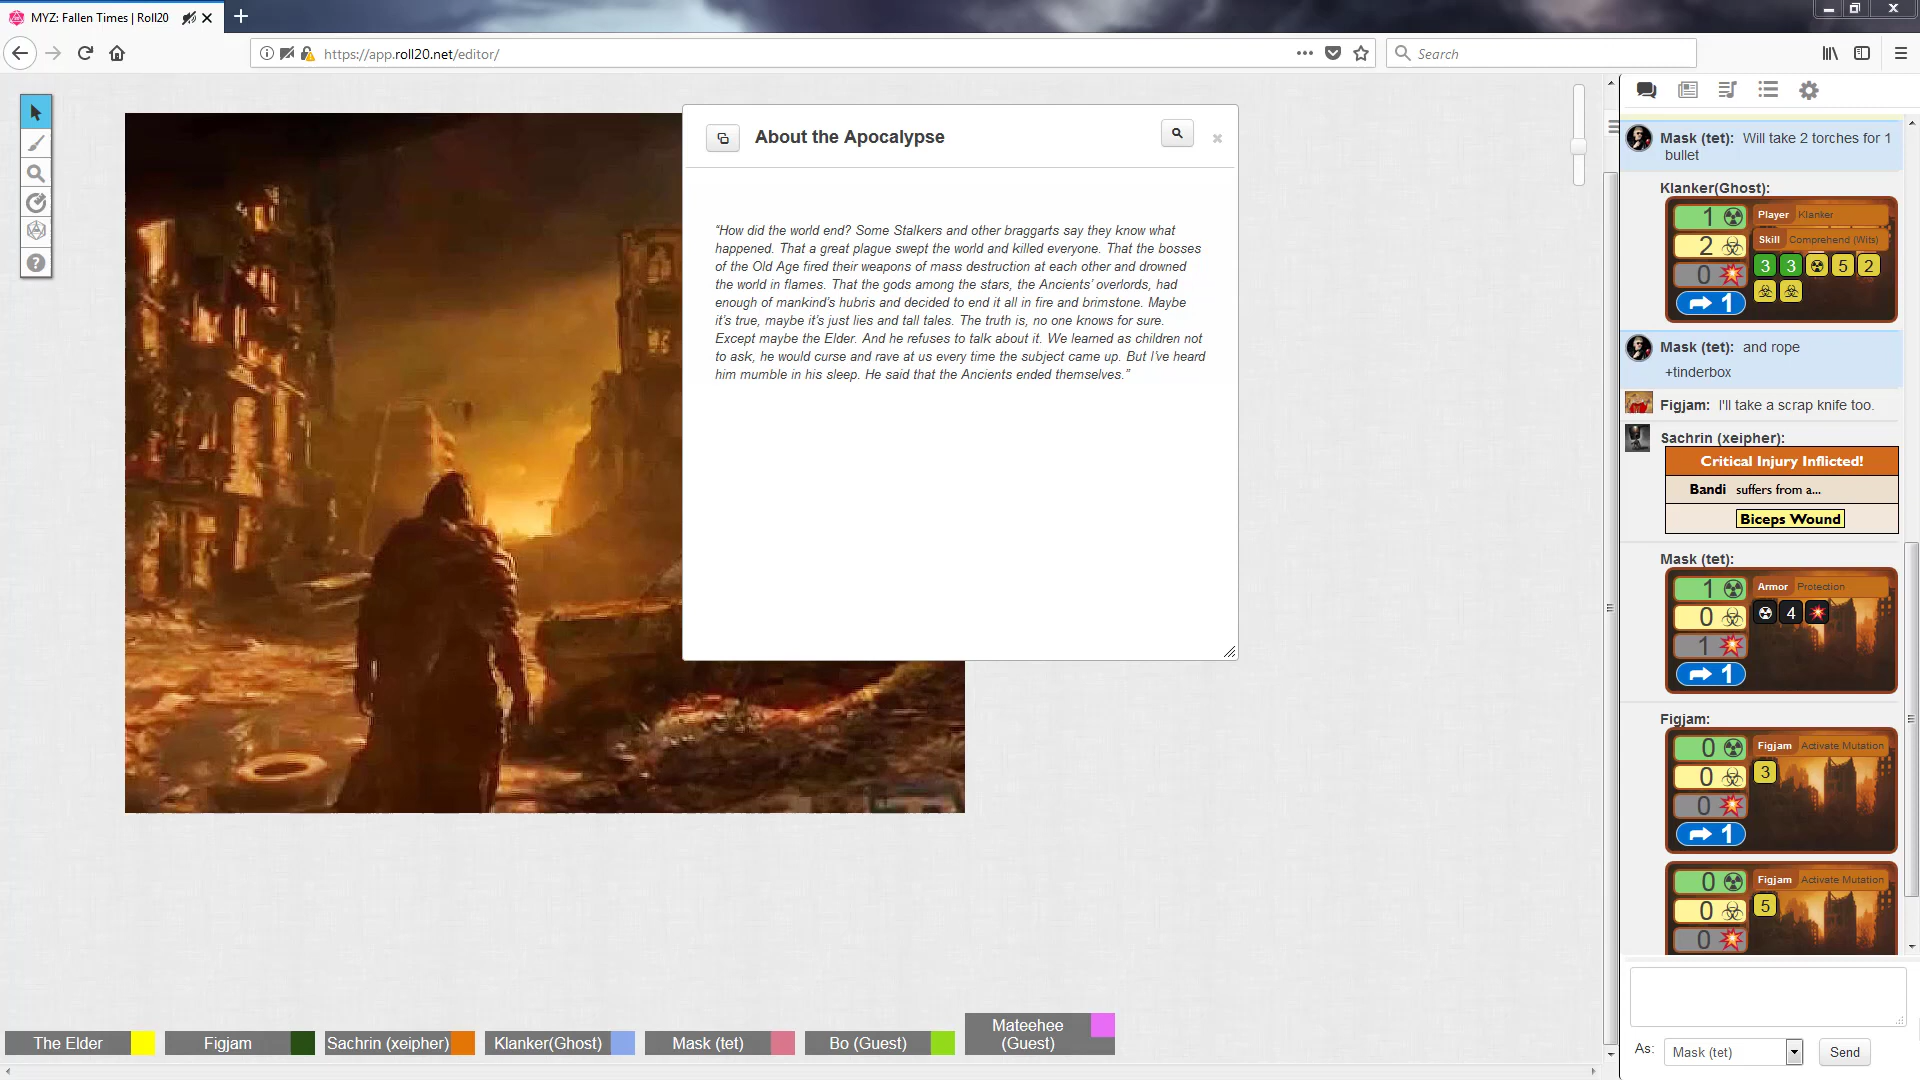 MYZ: Fallen Times | Roll20
https://app.roll20.net/editor/
Search
About the Apocalypse
"How did the world end? Some Stalkers and other braggarts say they know what
happened. That a great plague swept the world and killed everyone. That the bosses
of the Old Age fired their weapons of mass destruction at each other and drowned
the world in flames. That the gods among the stars, the Ancients' overlords, had
enough of mankind's hubris and decided to end it all in fire and brimstone. Maybe
it's true, maybe it's just lies and tall tales. The truth is, no one knows for sure.
Except maybe the Elder. And he refuses to talk about it. We learned as children not
to ask, he would curse and rave at us every time the subject came up. But I've heard
him mumble in his sleep. He said that the Ancients ended themselves."
Mask (tet): Will take 2 torches for 1
bullet
Klanker(Ghost):
1 Player Klanker
2 Skill Comprehend (Wits)
3 3 5 2
0
1
Mask (tet): and rope
+tinderbox
Figjam: I'll take a scrap knife too.
Sachrin (xeipher):
Critical Injury Inflicted!
Bandi suffers from a...
Biceps Wound
Mask (tet):
1 Armor Protection
0 4
1
1
Figjam:
0 Figjam Activate Mutation
0 3
0
1
0 Figjam Activate Mutation
0 5
0
As: Mask (tet) Send
The Elder
Figjam
Sachrin (xeipher)
Klanker(Ghost)
Mask (tet)
Bo (Guest)
Mateehee
(Guest)